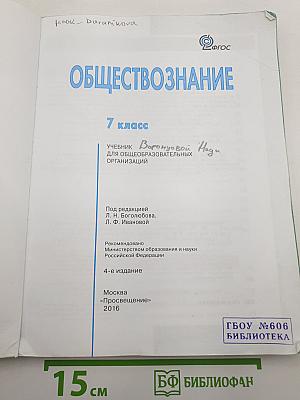 ФГОС
ОБЩЕСТВОЗНАНИЕ
7 класс
УЧЕБНИК
ДЛЯ ОБЩЕОБРАЗОВАТЕЛЬНЫХ
ОРГАНИЗАЦИЙ
Под редакцией
Л. Н. Боголюбова,
Л. Ф. Ивановой
Рекомендовано
Министерством образования и науки
Российской Федерации
4-е издание
Москва
«Просвещение»
2016
ГБОУ №606
БИБЛИОТЕКА
15 см
БФ БИБЛИОФАН